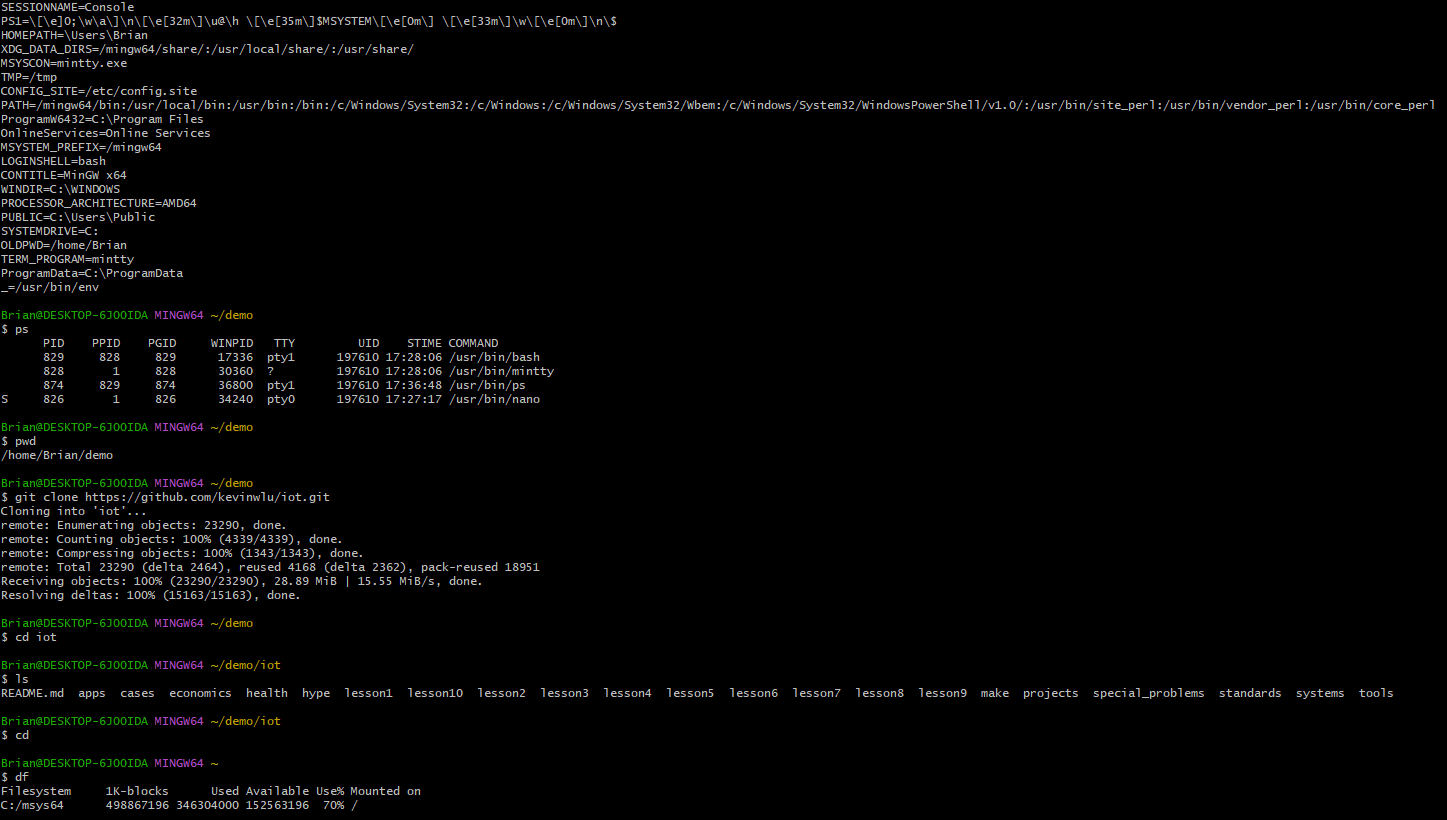 SESSIONNAME=Console
PS1=\[\e]0;\w\a\]\n\[\e[32m\]\u@\h \[\e[35m\]$MSYSTEM\[\e[0m\] \[\e[33m\]\w\[\e[0m\]\n\$
HOMEPATH=\Users\Brian
XDG_DATA_DIRS=/mingw64/share/:/usr/local/share/:/usr/share/
MSYSCON=mintty.exe
TMP=/tmp
CONFIG_SITE=/etc/config.site
PATH=/mingw64/bin:/usr/local/bin:/usr/bin:/bin:/c/Windows/System32:/c/Windows:/c/Windows/System32/Wbem:/c/Windows/System32/WindowsPowerShell/v1.0/:/usr/bin/site_perl:/usr/bin/vendor_perl:/usr/bin/core_perl
ProgramW6432=C:\Program Files
OnlineServices=Online Services
MSYSTEM_PREFIX=/mingw64
LOGINSHELL=bash
CONTITLE=MinGW x64
WINDIR=C:\WINDOWS
PROCESSOR_ARCHITECTURE=AMD64
PUBLIC=C:\Users\Public
SYSTEMDRIVE=C:
OLDPWD=/home/Brian
TERM_PROGRAM=mintty
ProgramData=C:\ProgramData
_=/usr/bin/env
Brian@DESKTOP-6JOOIDA MINGW64 ~/demo
$ ps
      PID    PPID    PGID     WINPID   TTY         UID    STIME COMMAND
      829     828     829      17336  pty1      197610 17:28:06 /usr/bin/bash
      828       1     828      30360  ?         197610 17:28:06 /usr/bin/mintty
      874     829     874      36800  pty1      197610 17:36:48 /usr/bin/ps
S     826       1     826      34240  pty0      197610 17:27:17 /usr/bin/nano
Brian@DESKTOP-6JOOIDA MINGW64 ~/demo
$ pwd
/home/Brian/demo
Brian@DESKTOP-6JOOIDA MINGW64 ~/demo
$ git clone https://github.com/kevinwlu/iot.git
Cloning into 'iot'...
remote: Enumerating objects: 23290, done.
remote: Counting objects: 100% (4339/4339), done.
remote: Compressing objects: 100% (1343/1343), done.
remote: Total 23290 (delta 2464), reused 4168 (delta 2362), pack-reused 18951
Receiving objects: 100% (23290/23290), 28.89 MiB | 15.55 MiB/s, done.
Resolving deltas: 100% (15163/15163), done.
Brian@DESKTOP-6JOOIDA MINGW64 ~/demo
$ cd iot
Brian@DESKTOP-6JOOIDA MINGW64 ~/demo/iot
$ ls
README.md  apps  cases  economics  health  hype  lesson1  lesson10  lesson2  lesson3  lesson4  lesson5  lesson6  lesson7  lesson8  lesson9  make  projects  special_problems  standards  systems  tools
Brian@DESKTOP-6JOOIDA MINGW64 ~/demo/iot
$ cd
Brian@DESKTOP-6JOOIDA MINGW64 ~
$ df
Filesystem     1K-blocks      Used Available Use% Mounted on
C:/msys64      498867196 346304000 152563196  70% /